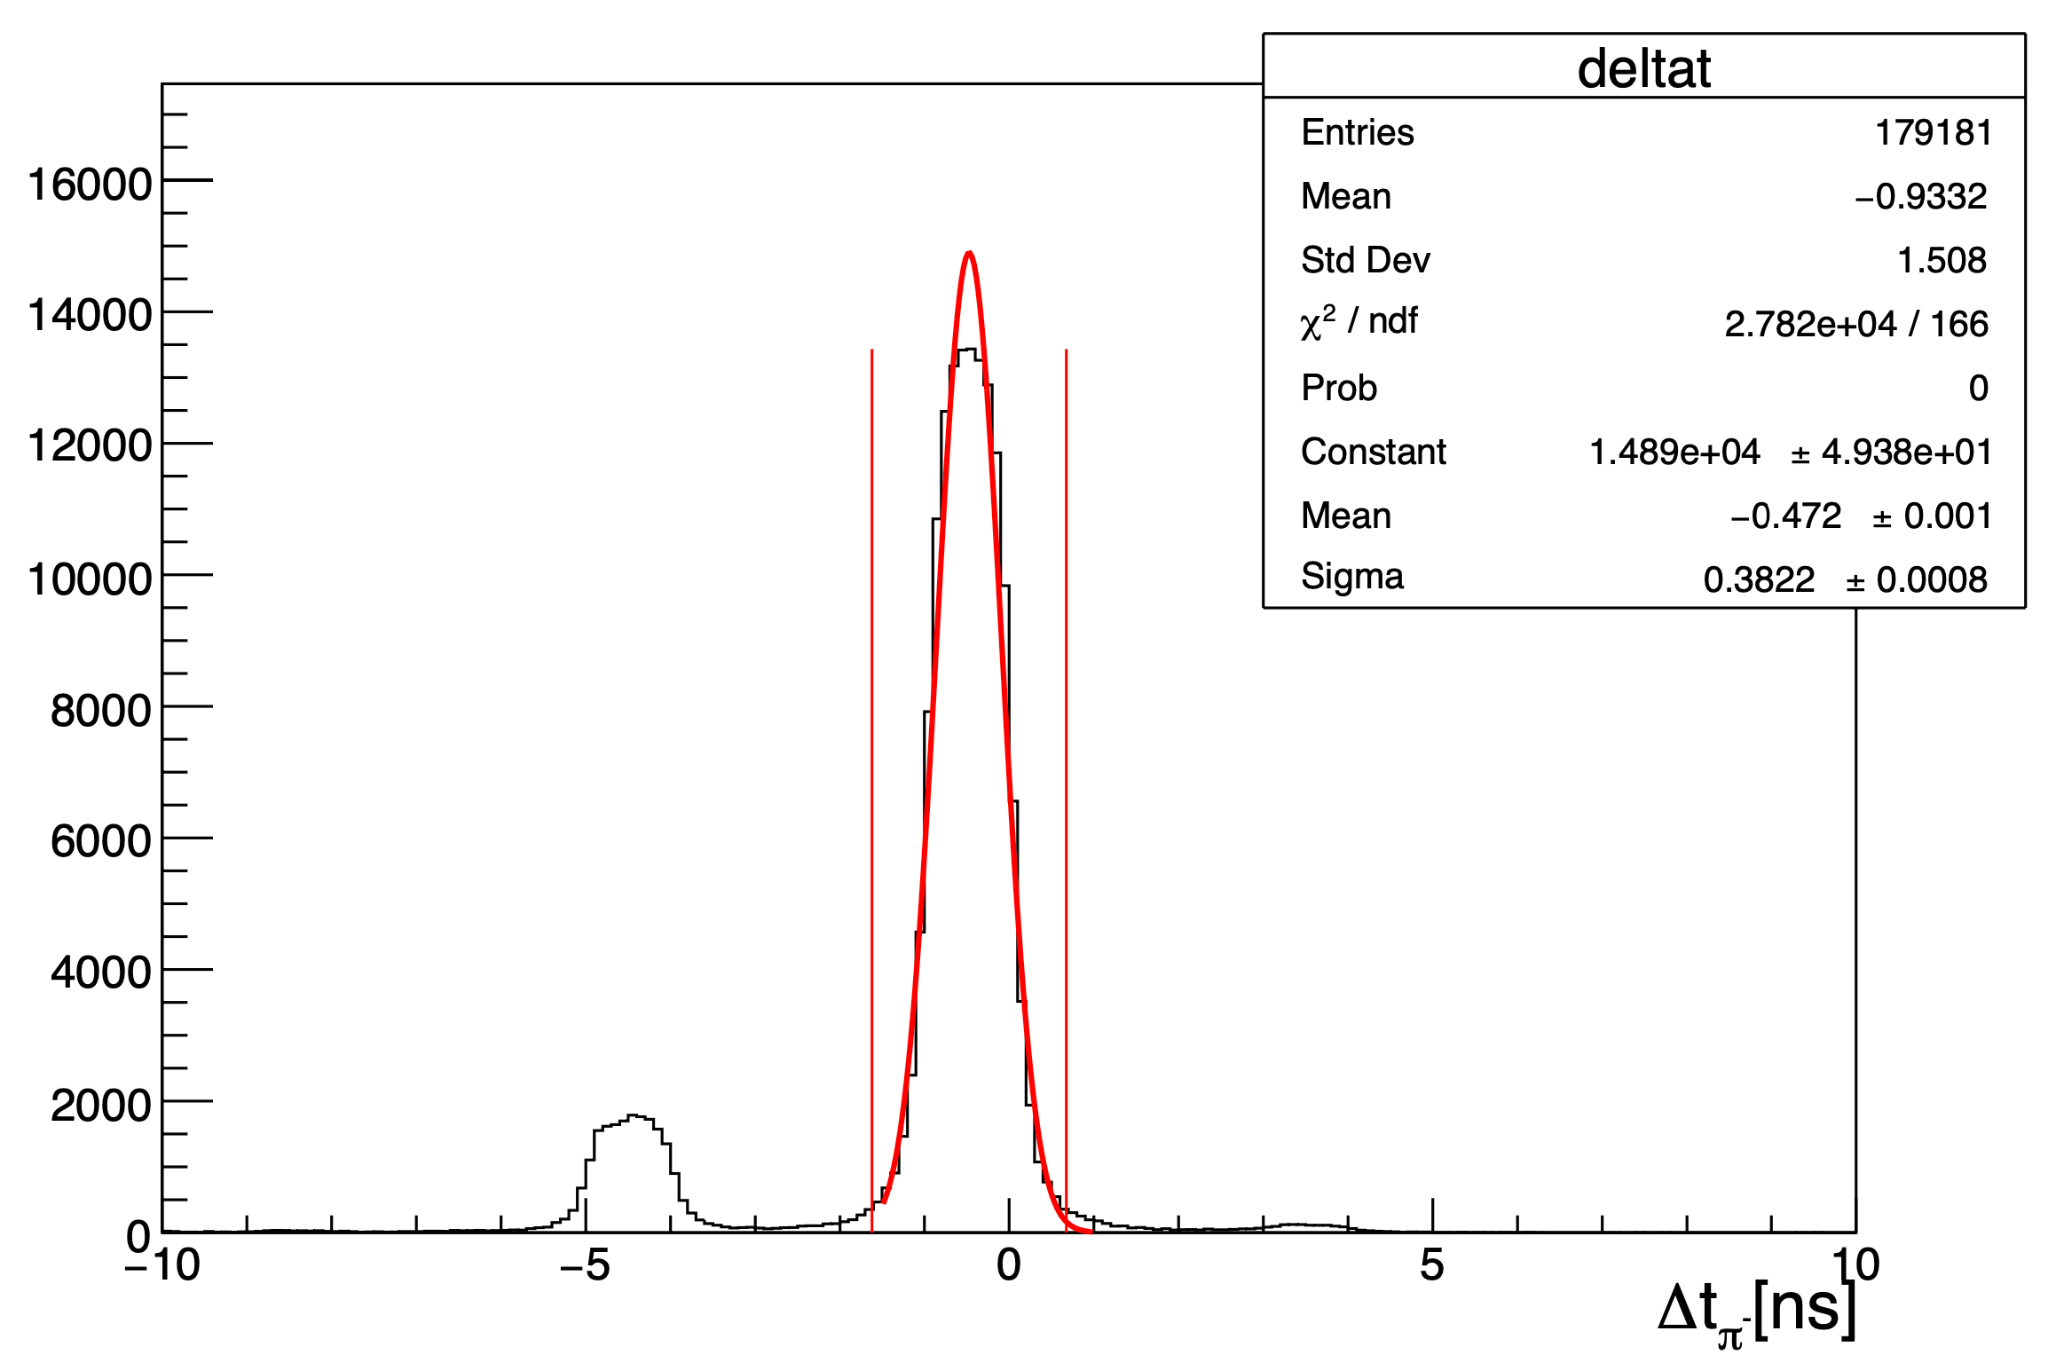 deltat
Entries 179181
Mean −0.9332
Std Dev 1.508
χ² / ndf 2.782e+04 / 166
Prob 0
Constant 1.489e+04 ± 4.938e+01
Mean −0.472 ± 0.001
Sigma 0.3822 ± 0.0008
16000
14000
12000
10000
8000
6000
4000
2000
0
−10 −5 0 5 10
Δtπ-[ns]